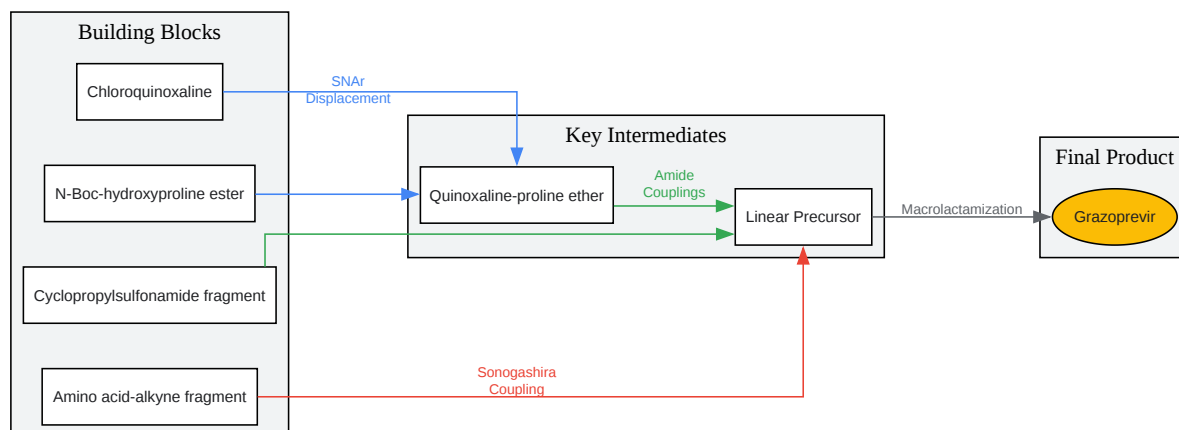 Building Blocks
Chloroquinoxaline
SNAr
Displacement
Key Intermediates
Final Product
N-Boc-hydroxyproline ester
Quinoxaline-proline ether
Amide
Couplings
Linear Precursor
Macrolactamization
Grazoprevir
Cyclopropylsulfonamide fragment
Amino acid-alkyne fragment
Sonogashira
Coupling